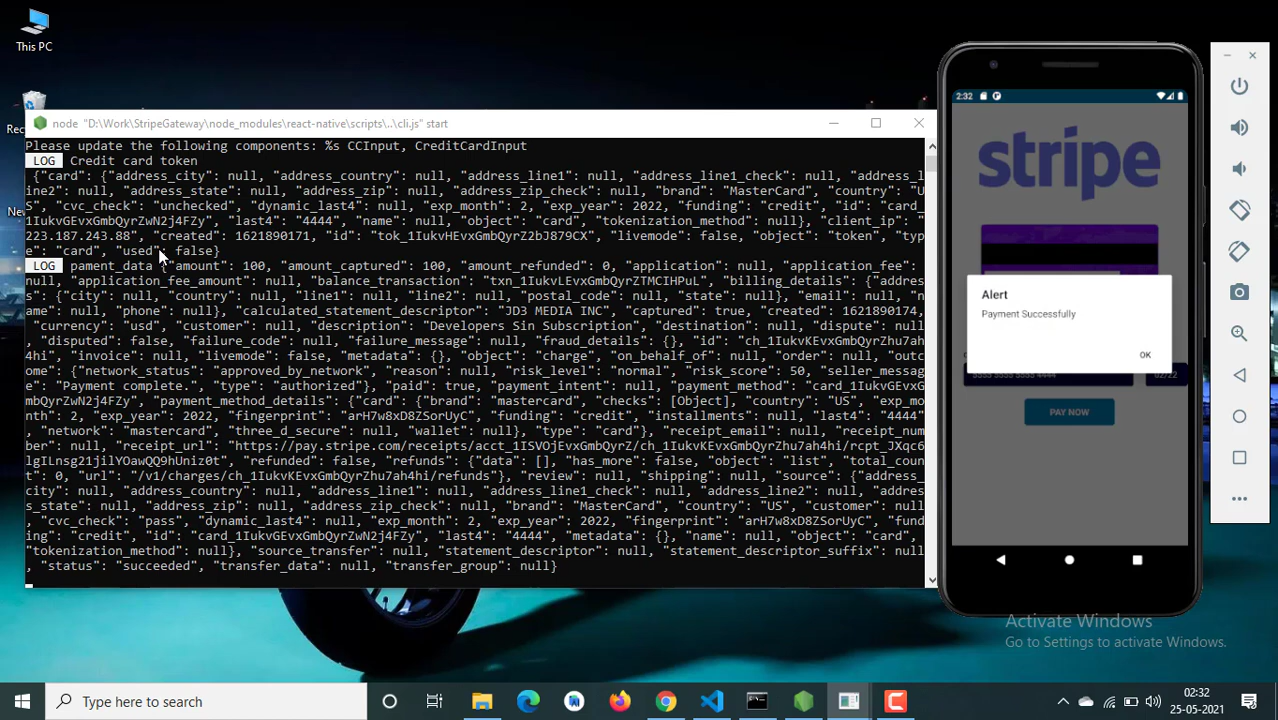 This PC
node "D:\Work\StripeGateway\node_modules\react-native\scripts\..\cli.js" start
Please update the following components: %s CCInput, CreditCardInput
LOG Credit card token
{"card": {"address_city": null, "address_country": null, "address_line1": null, "address_line1_check": null, "address_l
ine2": null, "address_state": null, "address_zip": null, "address_zip_check": null, "brand": "MasterCard", "country": "U
S", "cvc_check": "unchecked", "dynamic_last4": null, "exp_month": 2, "exp_year": 2022, "funding": "credit", "id": "card_
1IukvGEvxGmbQyrZwN2j4FZy", "last4": "4444", "name": null, "object": "card", "tokenization_method": null}, "client_ip": "
223.187.243.88", "created": 1621890171, "id": "tok_1IukvHEvxGmbQyrZ2bJ879CX", "livemode": false, "object": "token", "typ
e": "card", "used": false}
LOG pament_data {"amount": 100, "amount_captured": 100, "amount_refunded": 0, "application": null, "application_fee":
null, "application_fee_amount": null, "balance_transaction": "txn_1IukvLEvxGmbQyrZTMCIHPuL", "billing_details": {"addres
s": {"city": null, "country": null, "line1": null, "line2": null, "postal_code": null, "state": null}, "email": null, "n
ame": null, "phone": null}, "calculated_statement_descriptor": "JD3 MEDIA INC", "captured": true, "created": 1621890174,
"currency": "usd", "customer": null, "description": "Developers Sin Subscription", "destination": null, "dispute": null
, "disputed": false, "failure_code": null, "failure_message": null, "fraud_details": {}, "id": "ch_1IukvKEvxGmbQyrZhu7ah
4hi", "invoice": null, "livemode": false, "metadata": {}, "object": "charge", "on_behalf_of": null, "order": null, "outc
ome": {"network_status": "approved_by_network", "reason": null, "risk_level": "normal", "risk_score": 50, "seller_messag
e": "Payment complete.", "type": "authorized"}, "paid": true, "payment_intent": null, "payment_method": "card_1IukvGEvxG
mbQyrZwN2j4FZy", "payment_method_details": {"card": {"brand": "mastercard", "checks": [Object], "country": "US", "exp_mo
nth": 2, "exp_year": 2022, "fingerprint": "arH7w8xD8ZSorUyC", "funding": "credit", "installments": null, "last4": "4444"
, "network": "mastercard", "three_d_secure": null, "wallet": null}, "type": "card"}, "receipt_email": null, "receipt_num
ber": null, "receipt_url": "https://pay.stripe.com/receipts/acct_1ISVOjEvxGmbQyrZ/ch_1IukvKEvxGmbQyrZhu7ah4hi/rcpt_JXuc6
lgILnsg21jilYOawQQ9hUniz0t", "refunded": false, "refunds": {"data": [], "has_more": false, "object": "list", "total_coun
t": 0, "url": "/v1/charges/ch_1IukvKEvxGmbQyrZhu7ah4hi/refunds"}, "review": null, "shipping": null, "source": {"address_
city": null, "address_country": null, "address_line1": null, "address_line1_check": null, "address_line2": null, "addres
s_state": null, "address_zip": null, "address_zip_check": null, "brand": "MasterCard", "country": "US", "customer": null
, "cvc_check": "pass", "dynamic_last4": null, "exp_month": 2, "exp_year": 2022, "fingerprint": "arH7w8xD8ZSorUyC", "fund
ing": "credit", "id": "card_1IukvGEvxGmbQyrZwN2j4FZy", "last4": "4444", "metadata": {}, "name": null, "object": "card",
"tokenization_method": null}, "source_transfer": null, "statement_descriptor": null, "statement_descriptor_suffix": null
, "status": "succeeded", "transfer_data": null, "transfer_group": null}
2:32
stripe
Alert
Payment Successfully
OK
5555 5555 5555 4444
02/22
PAY NOW
Activate Windows
Go to Settings to activate Windows.
Type here to search
02:32
25-05-2021